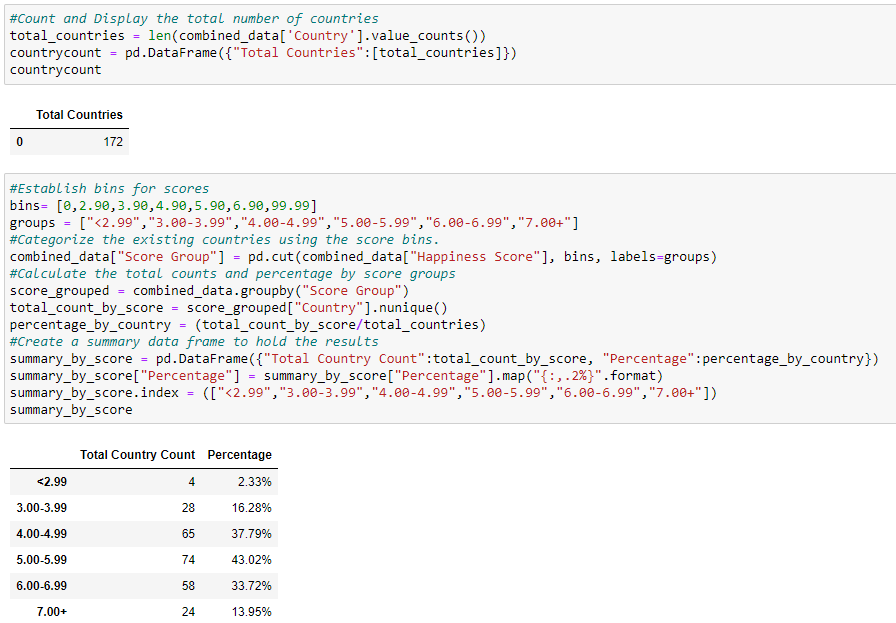 #Count and Display the total number of countries
total_countries = len(combined_data['Country'].value_counts())
countrycount = pd.DataFrame({"Total Countries":[total_countries]})
countrycount
Total Countries
0 172
#Establish bins for scores
bins= [0,2.90,3.90,4.90,5.90,6.90,99.99]
groups = ["<2.99","3.00-3.99","4.00-4.99","5.00-5.99","6.00-6.99","7.00+"]
#Categorize the existing countries using the score bins.
combined_data["Score Group"] = pd.cut(combined_data["Happiness Score"], bins, labels=groups)
#Calculate the total counts and percentage by score groups
score_grouped = combined_data.groupby("Score Group")
total_count_by_score = score_grouped["Country"].nunique()
percentage_by_country = (total_count_by_score/total_countries)
#Create a summary data frame to hold the results
summary_by_score = pd.DataFrame({"Total Country Count":total_count_by_score, "Percentage":percentage_by_country})
summary_by_score["Percentage"] = summary_by_score["Percentage"].map("{:,.2%}".format)
summary_by_score.index = (["<2.99","3.00-3.99","4.00-4.99","5.00-5.99","6.00-6.99","7.00+"])
summary_by_score
Total Country Count Percentage
<2.99 4 2.33%
3.00-3.99 28 16.28%
4.00-4.99 65 37.79%
5.00-5.99 74 43.02%
6.00-6.99 58 33.72%
7.00+ 24 13.95%